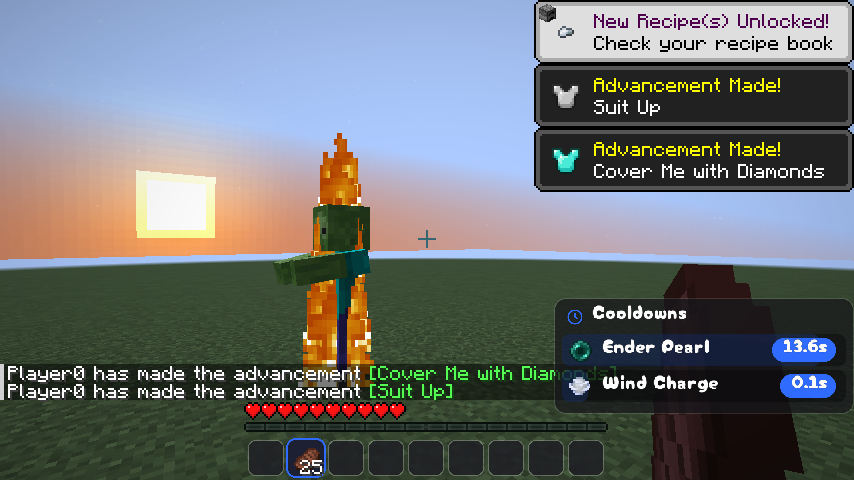 New Recipe(s) Unlocked!
Check your recipe book
Advancement Made!
Suit Up
Advancement Made!
Cover Me with Diamonds
Cooldowns
Ender Pearl 13.6s
Wind Charge 0.1s
Player0 has made the advancement [Cover Me with Diamonds]
Player0 has made the advancement [Suit Up]
25